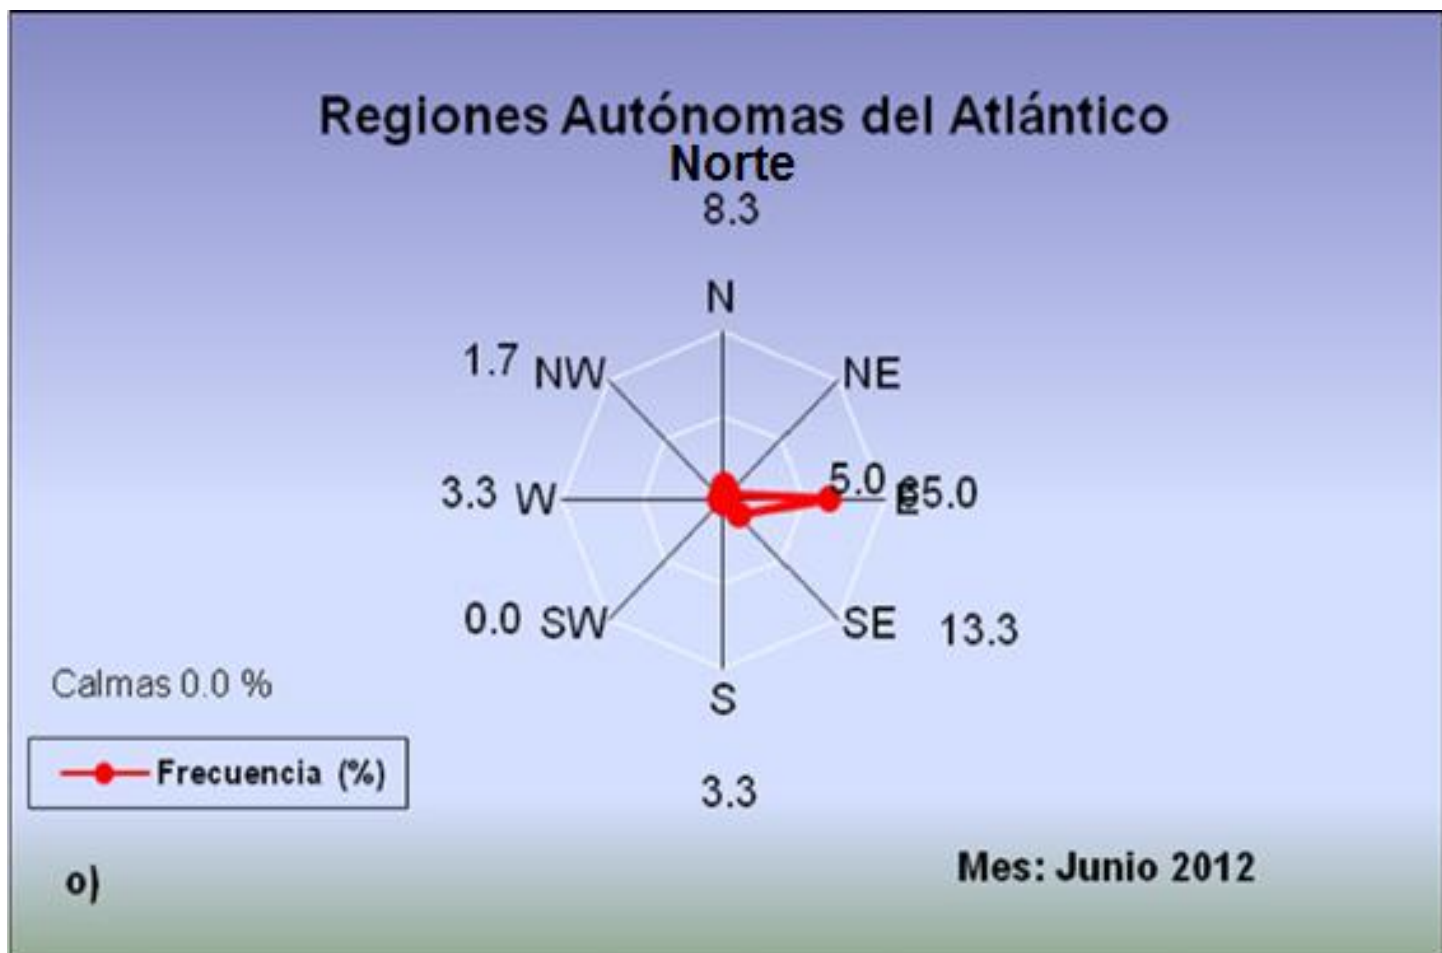 Regiones Autónomas del Atlántico
Norte
8.3
N
1.7 NW
NE
3.3 W
5.0
E
65.0
0.0 SW
SE 13.3
S
3.3
Calmas 0.0 %
Frecuencia (%)
o)
Mes: Junio 2012